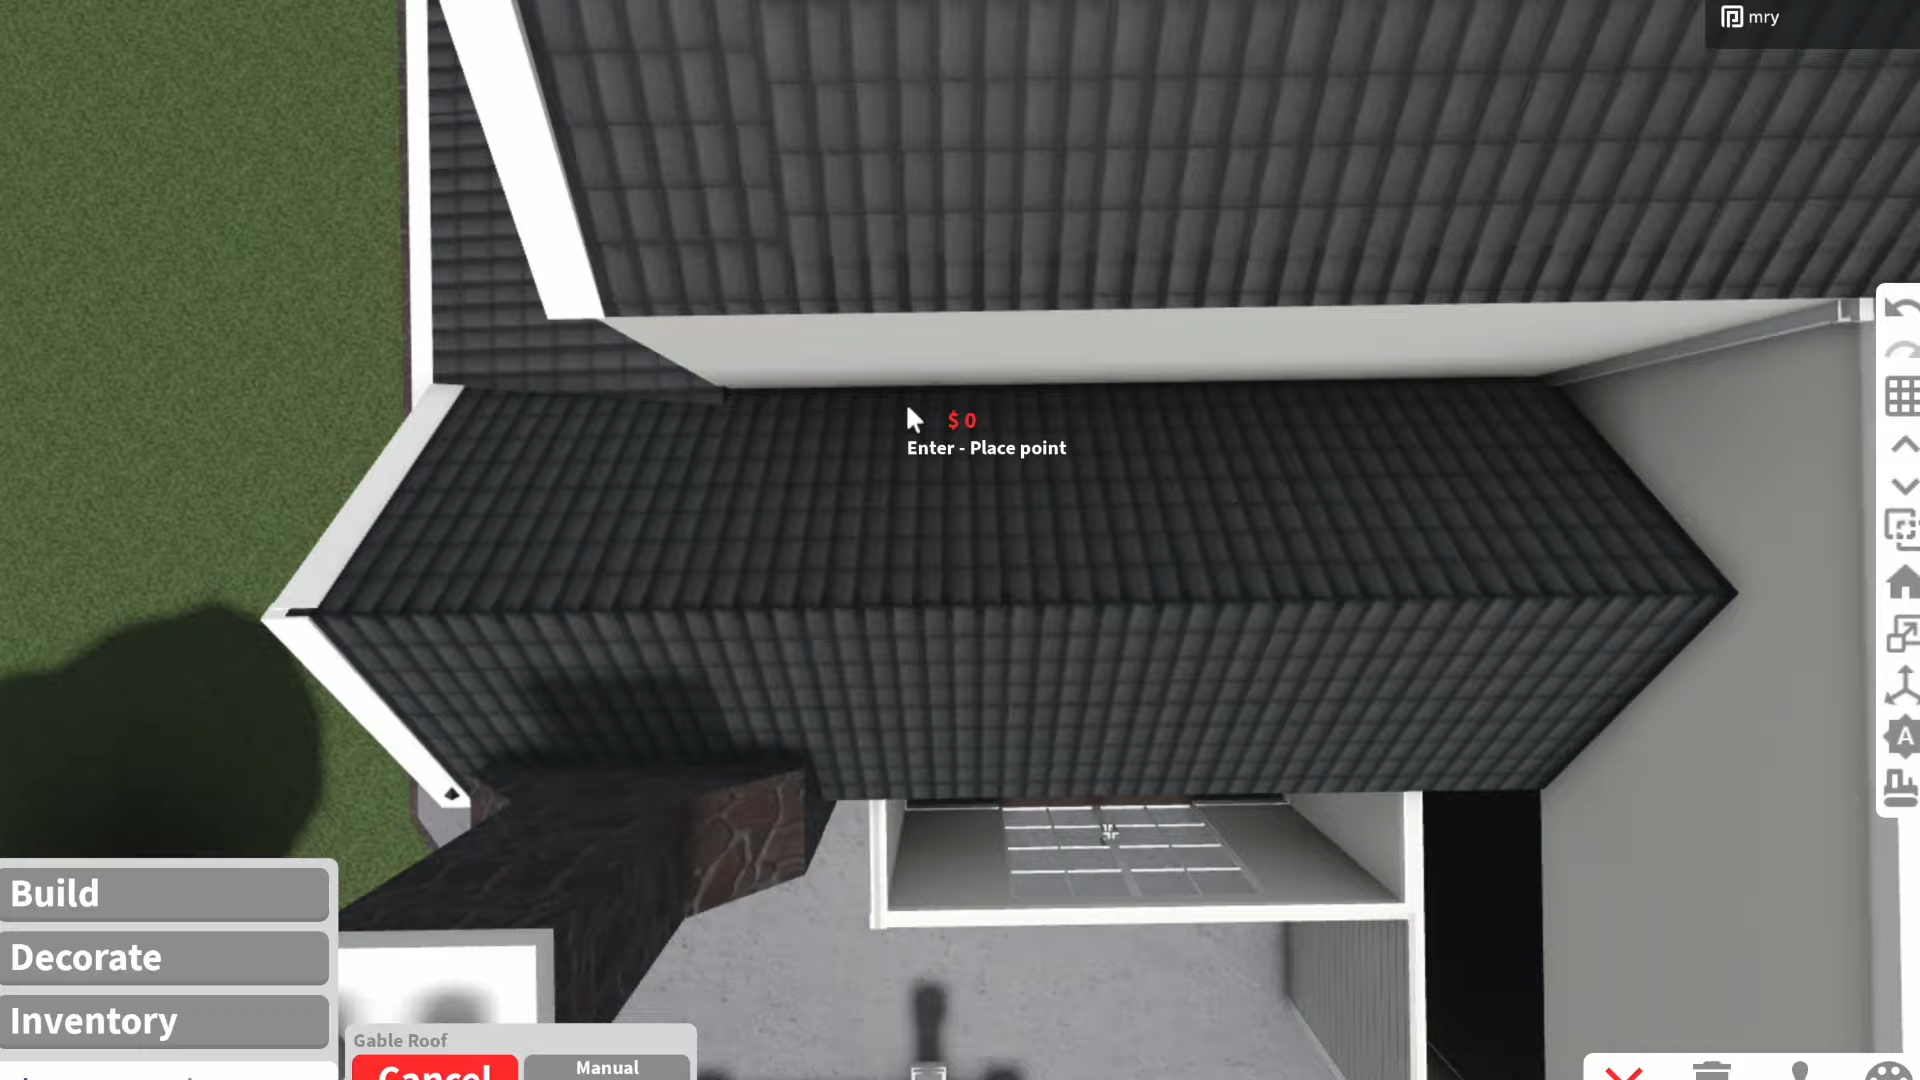 mry
$ 0
Enter - Place point
A
Build
Decorate
Inventory
Gable Roof
Cancel
Manual